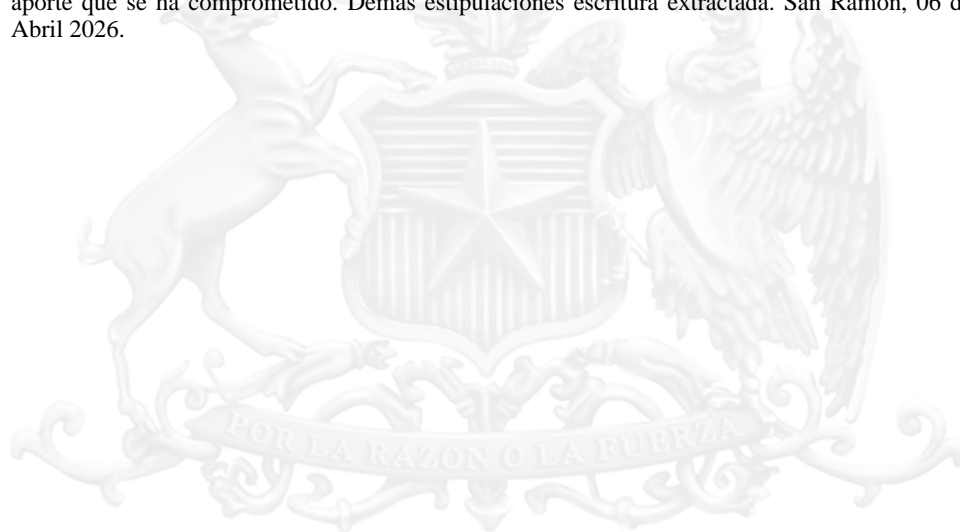 aporte que se ha comprometido. Demás estipulaciones escritura extractada. San Ramón, 06 d
Abril 2026.
POR LA RAZON O LA FUERZA